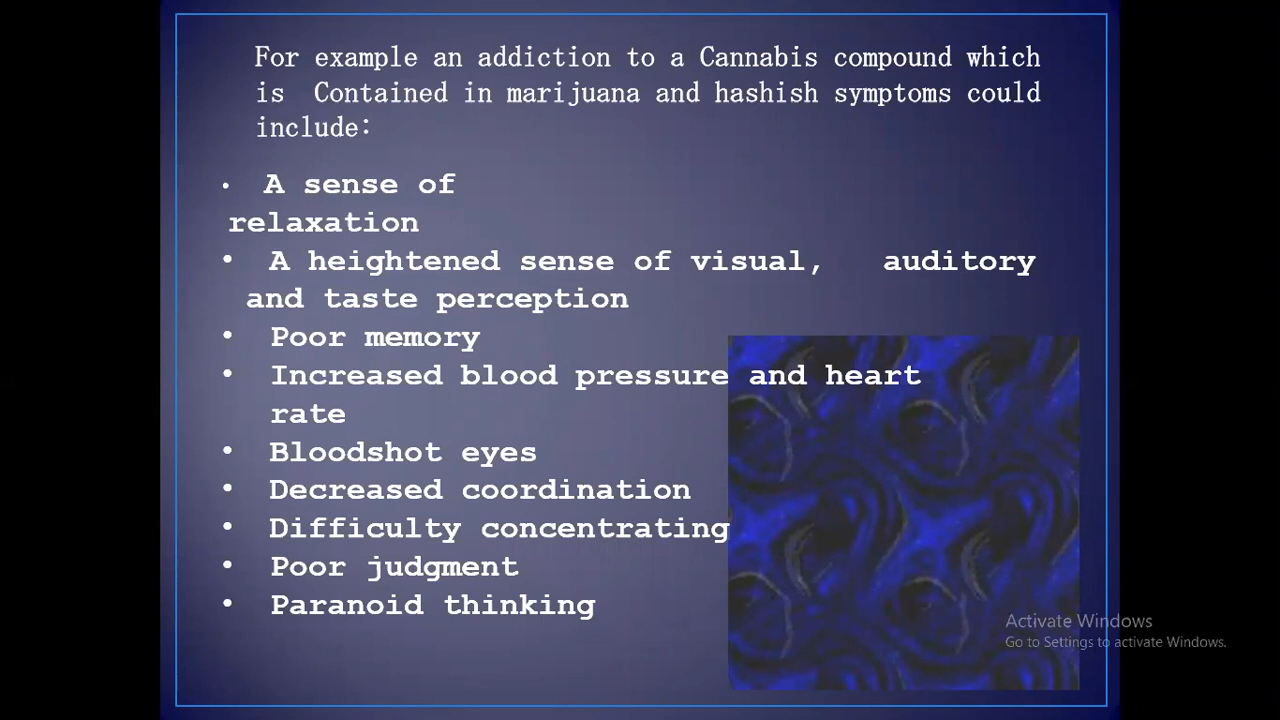 For example an addiction to a Cannabis compound which
is Contained in marijuana and hashish symptoms could
include:
• A sense of
relaxation
• A heightened sense of visual, auditory
and taste perception
• Poor memory
• Increased blood pressure and heart
rate
• Bloodshot eyes
• Decreased coordination
• Difficulty concentrating
• Poor judgment
• Paranoid thinking
Activate Windows
Go to Settings to activate Windows.